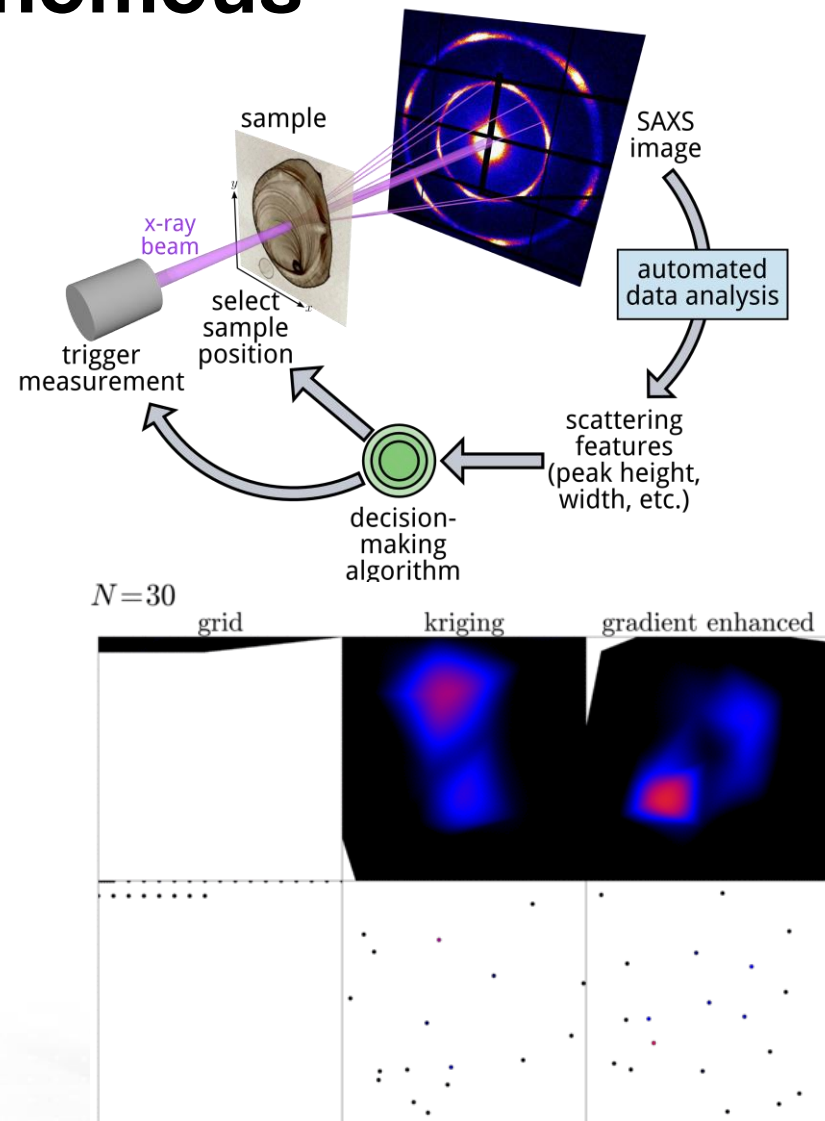 sample
SAXS
image
x-ray
beam
y
x
automated
data analysis
select
sample
position
trigger
measurement
scattering
features
(peak height,
width, etc.)
decision-
making
algorithm
N=30
grid
kriging
gradient enhanced